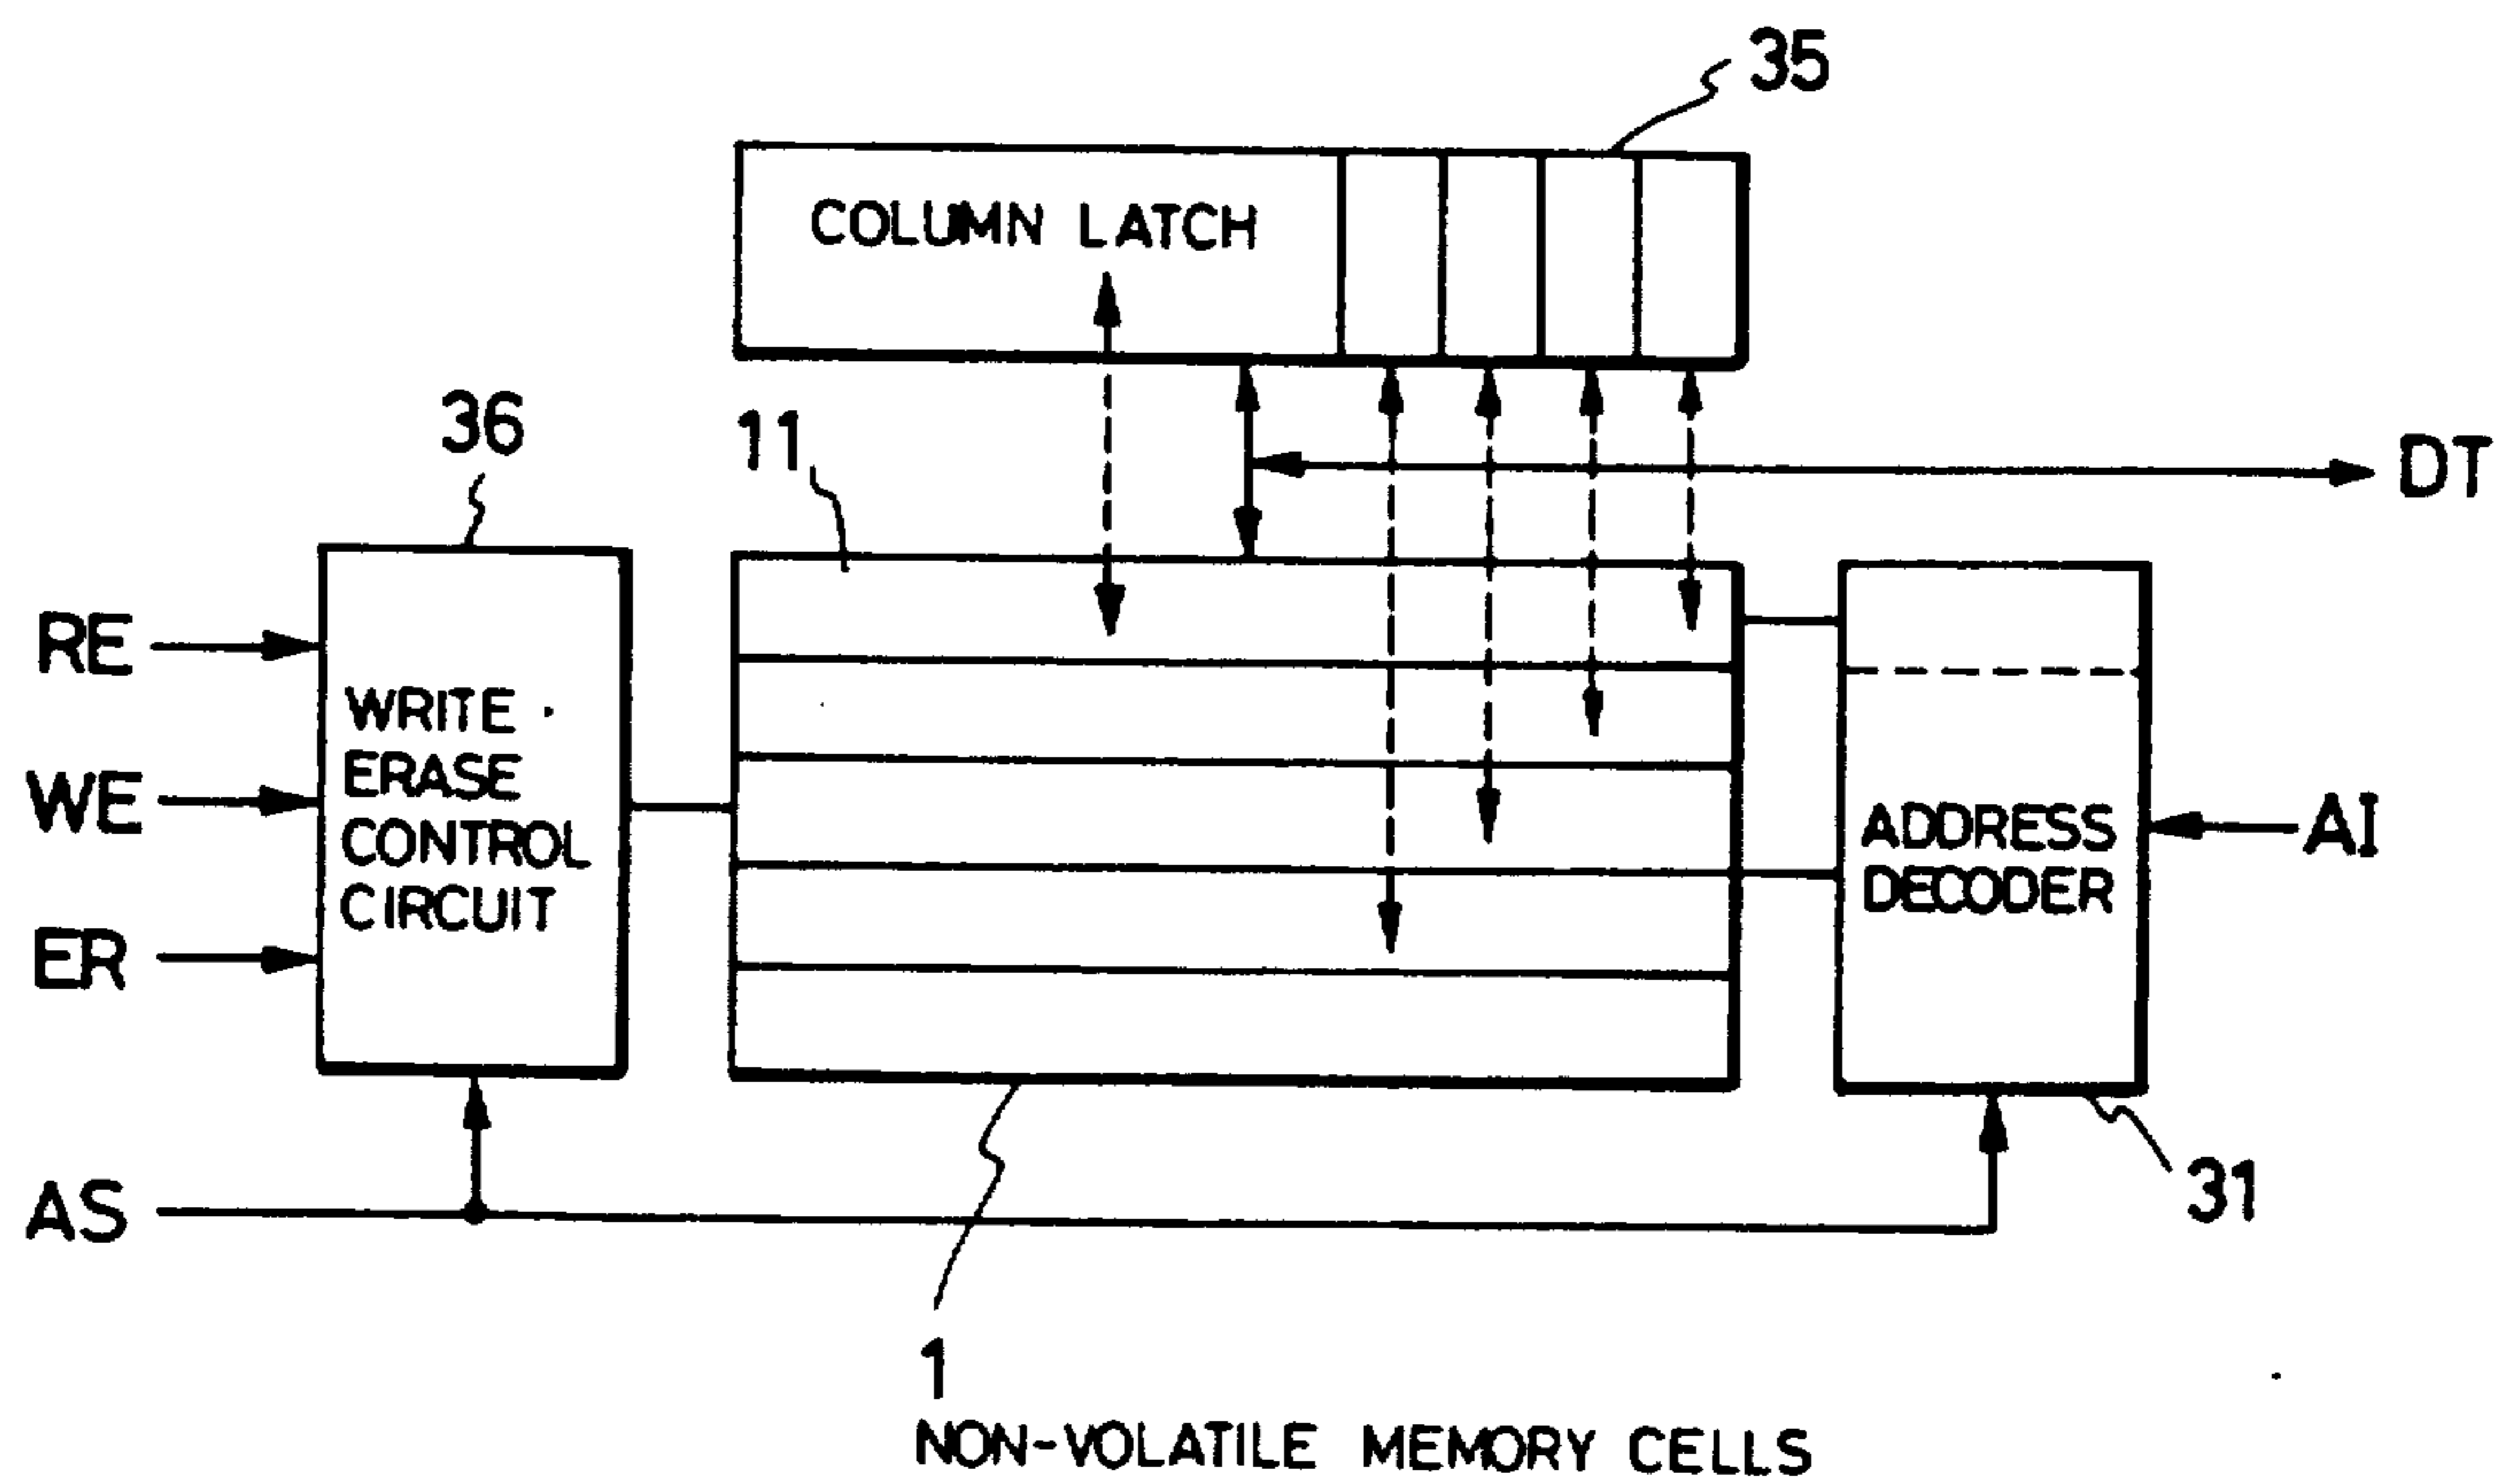 35
COLUMN LATCH
36
11
DT
RE
WE
ER
AS
WRITE ·
ERASE
CONTROL
CIRCUIT
ADDRESS
DECODER
AI
31
1
NON-VOLATILE MEMORY CELLS